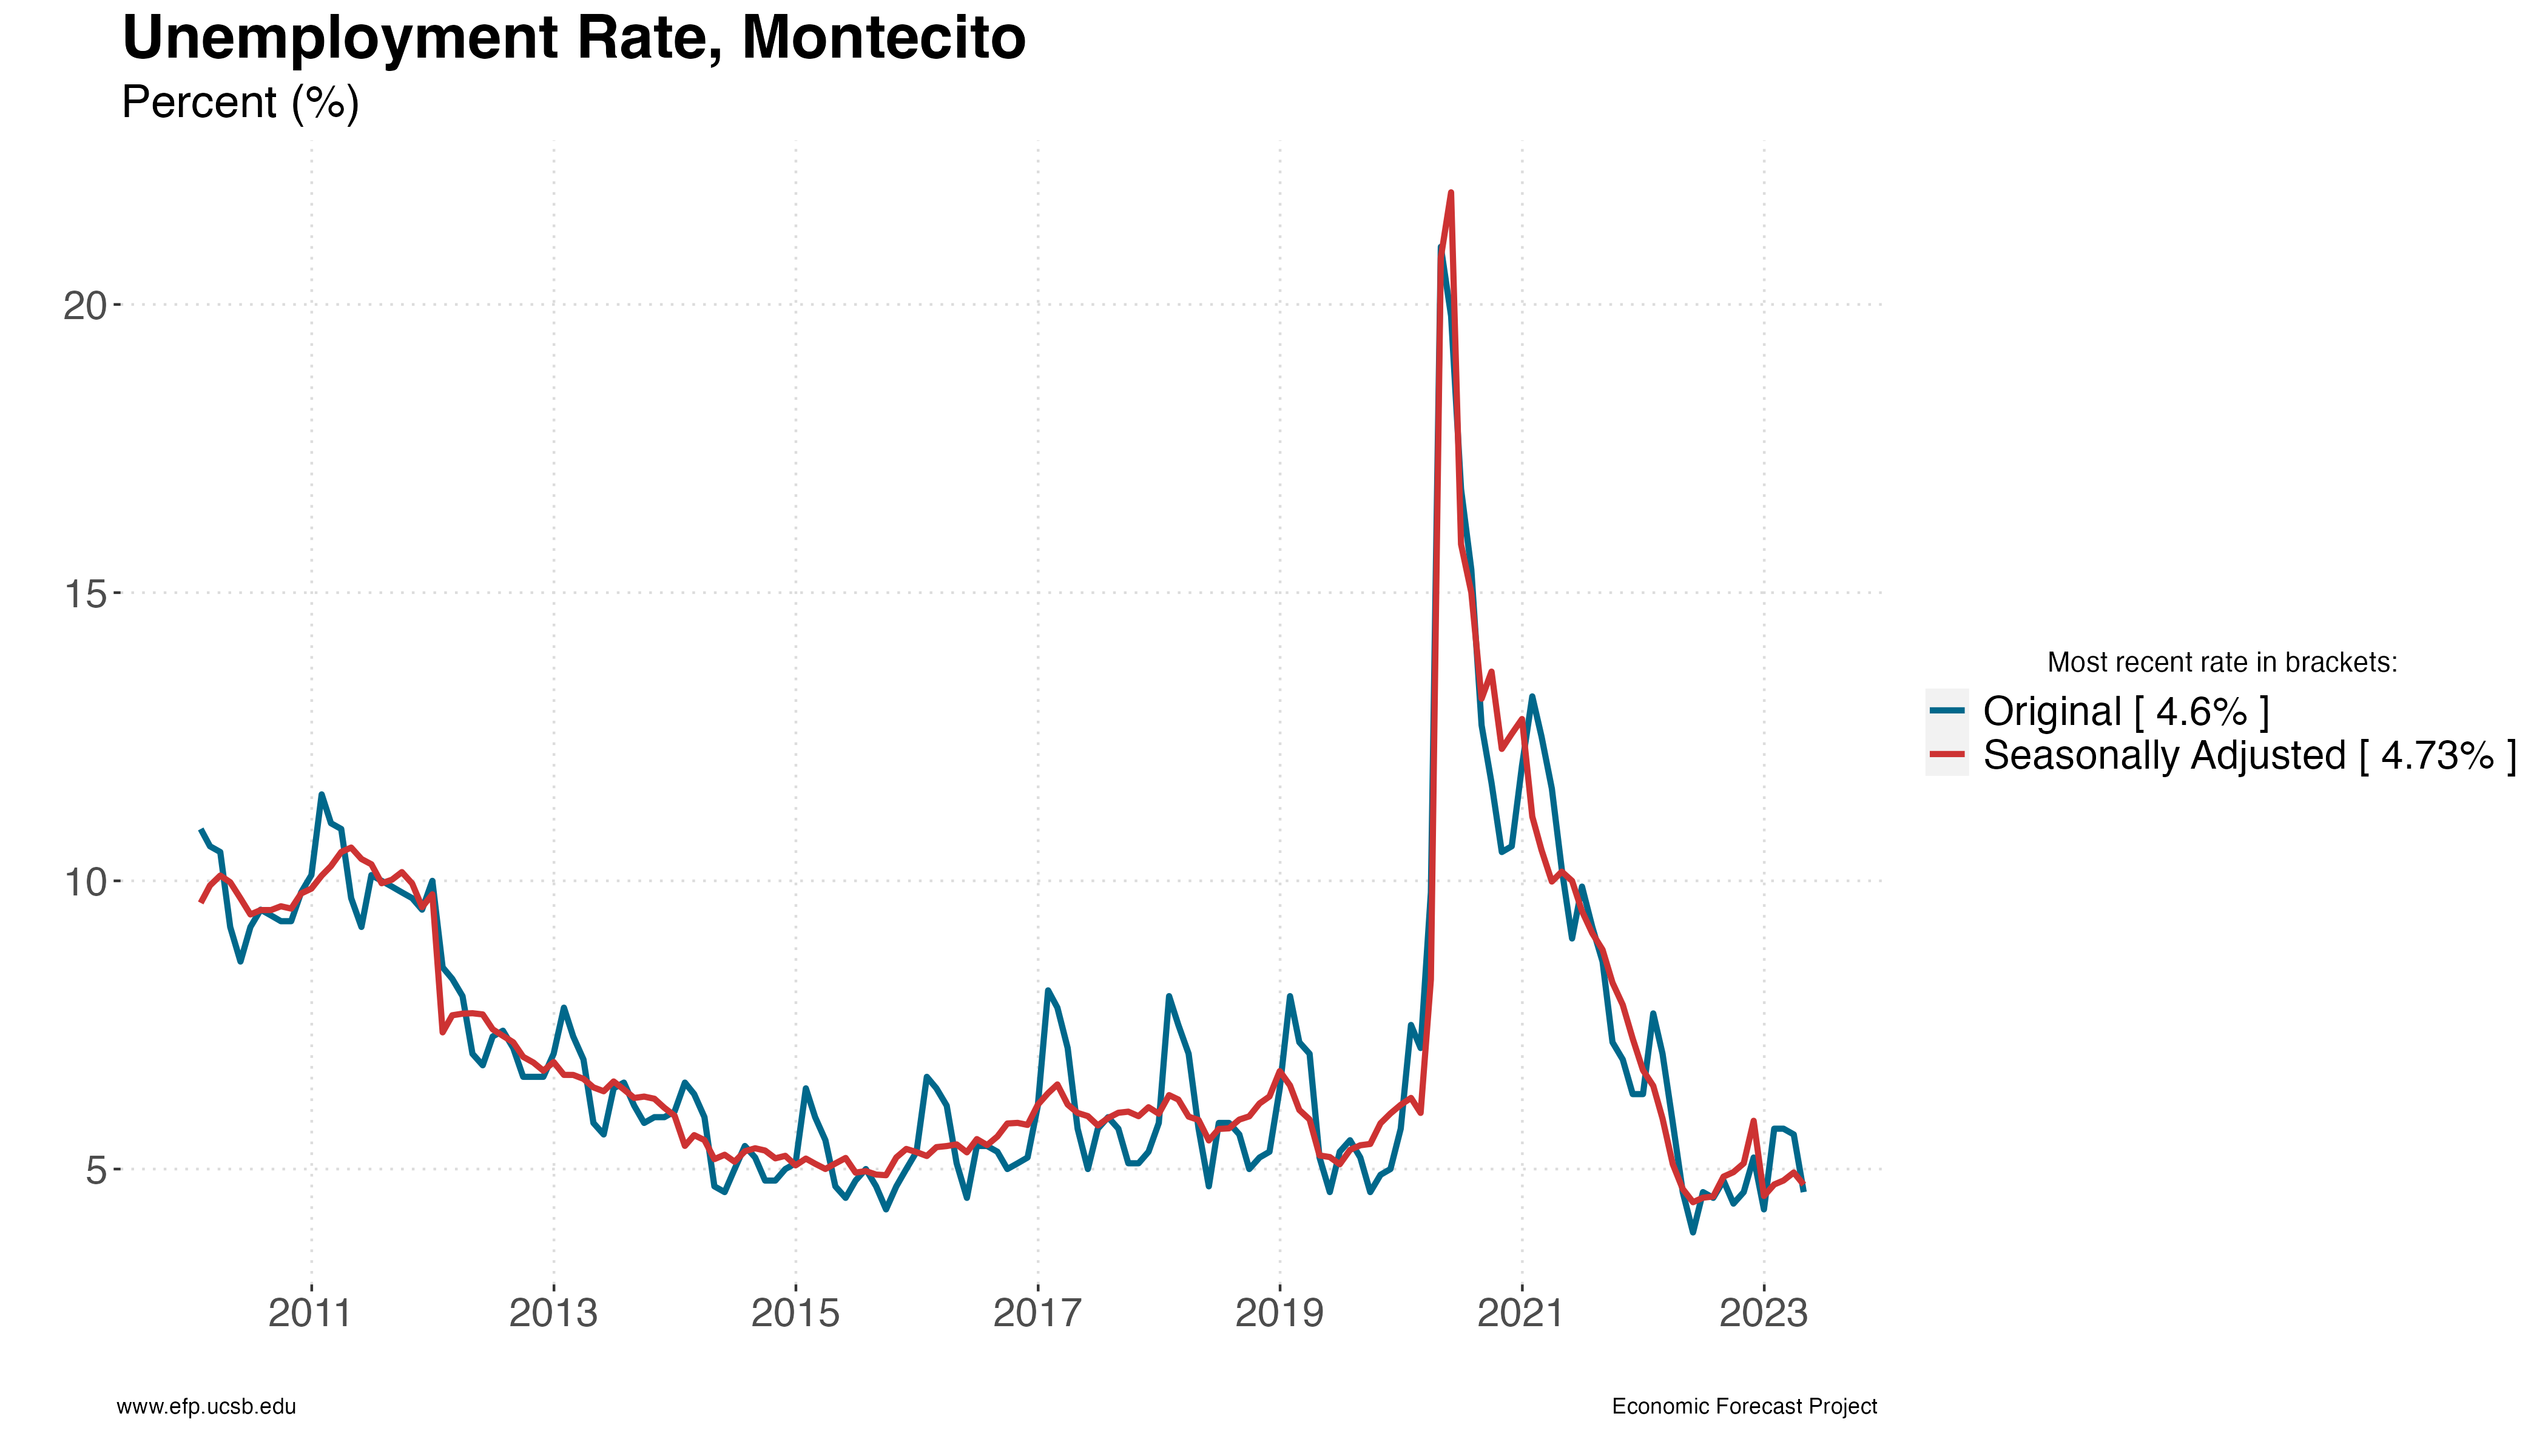 Unemployment Rate, Montecito
Percent (%)
20
15
10
5
2011 2013 2015 2017 2019 2021 2023
Most recent rate in brackets:
Original [ 4.6% ]
Seasonally Adjusted [ 4.73% ]
www.efp.ucsb.edu Economic Forecast Project